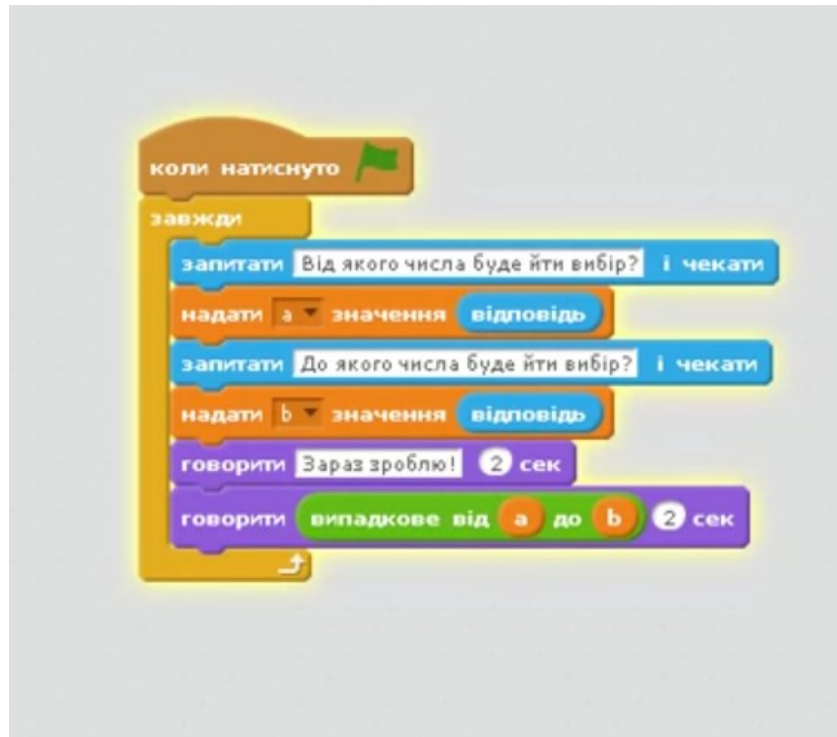 коли натиснуто
завжди
запитати Від якого числа буде йти вибір? і чекати
надати a значення відповідь
запитати До якого числа буде йти вибір? і чекати
надати b значення відповідь
говорити Зараз зроблю! 2 сек
говорити випадкове від a до b 2 сек